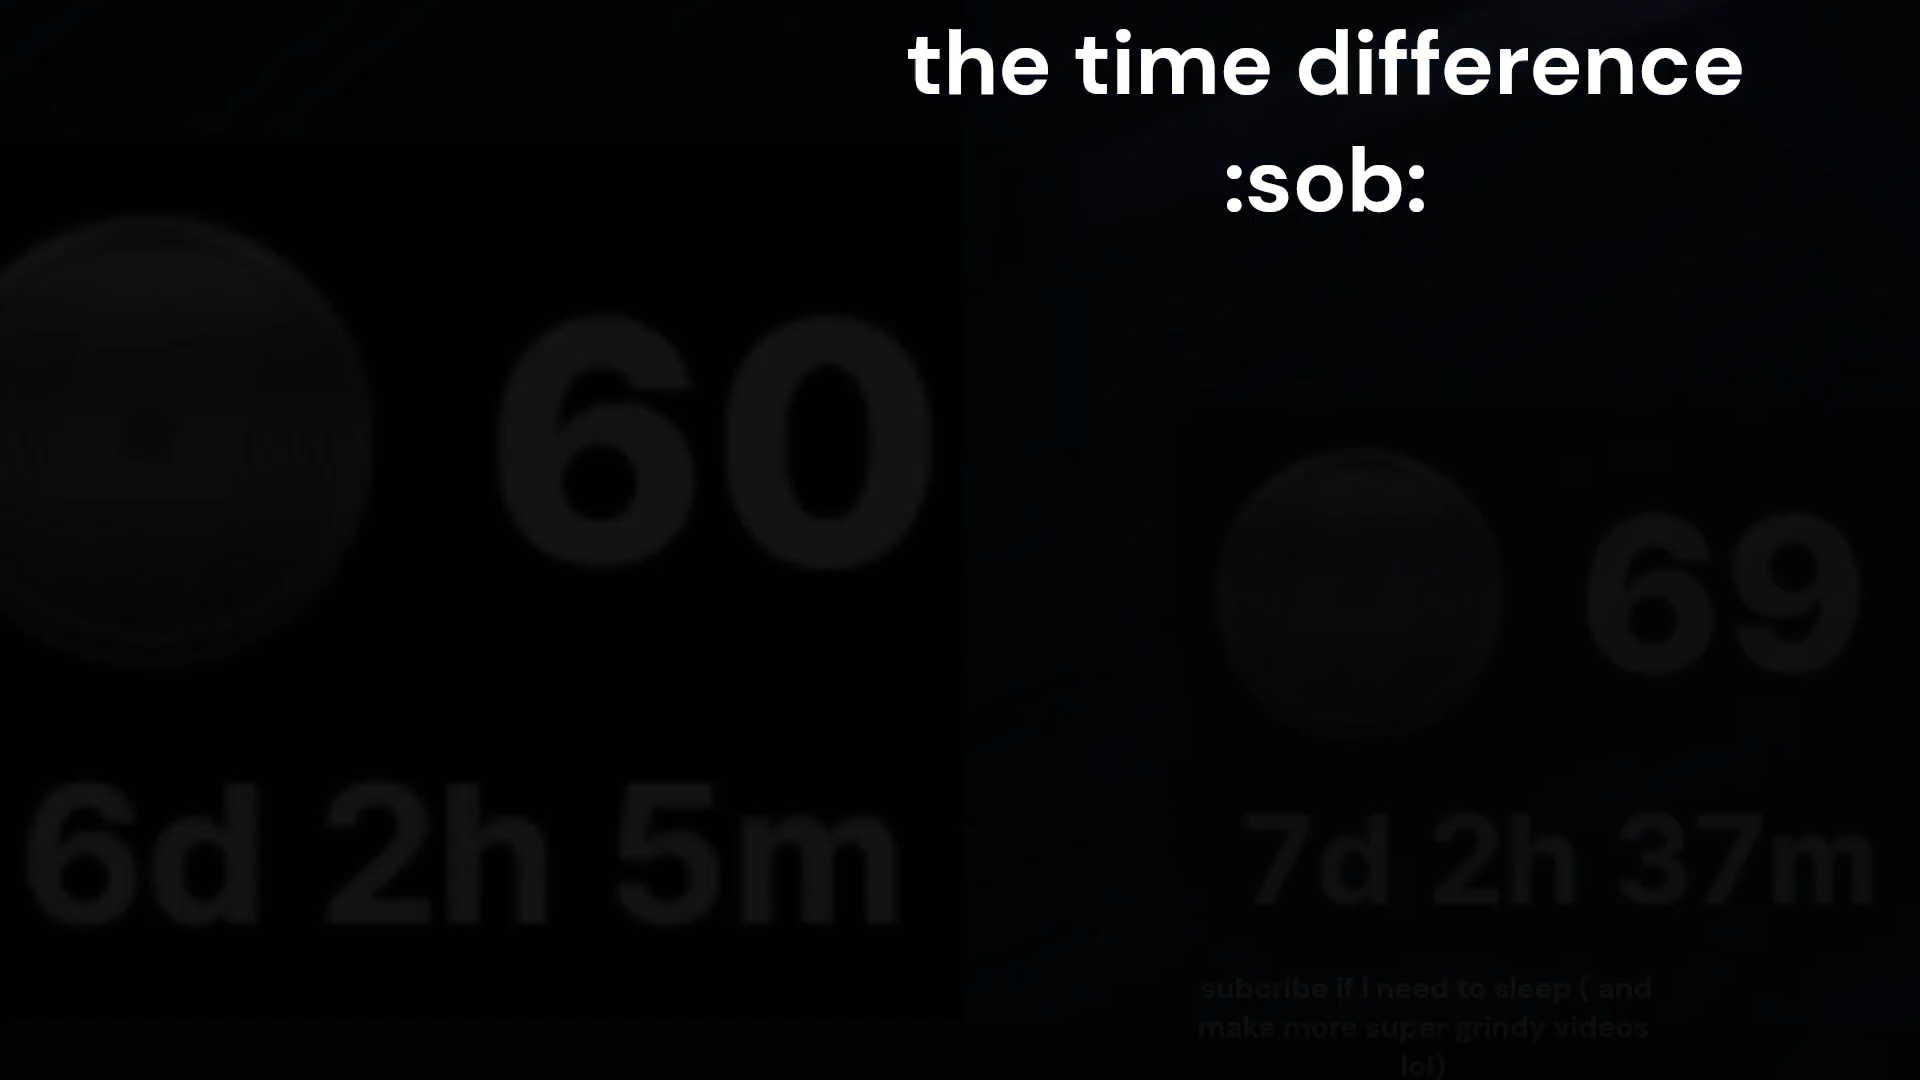 the time difference
:sob:
60
69
6d 2h 5m
7d 2h 37m
subcribe if I need to sleep ( and
make more super grindy videos
lol)